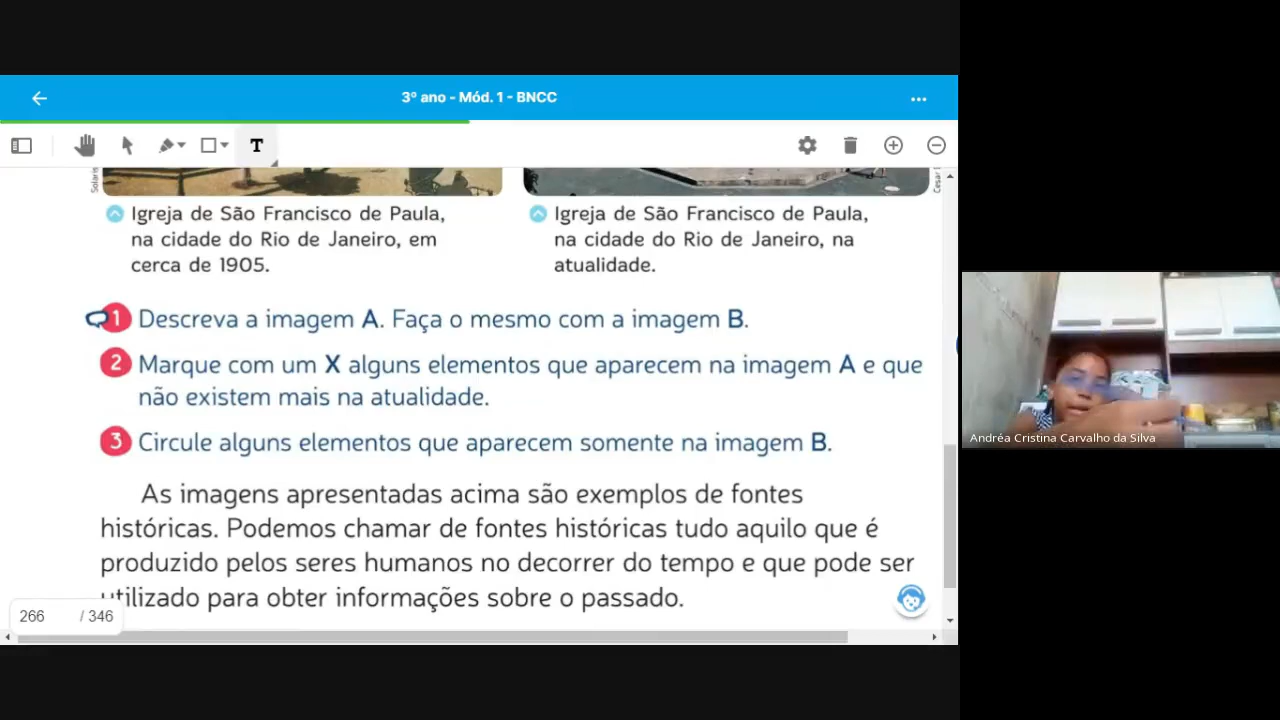 3º ano - Mód. 1 - BNCC
T
Solaris
Cesar
Igreja de São Francisco de Paula,
na cidade do Rio de Janeiro, em
cerca de 1905.
Igreja de São Francisco de Paula,
na cidade do Rio de Janeiro, na
atualidade.
1 Descreva a imagem A. Faça o mesmo com a imagem B.
2 Marque com um X alguns elementos que aparecem na imagem A e que
não existem mais na atualidade.
3 Circule alguns elementos que aparecem somente na imagem B.
As imagens apresentadas acima são exemplos de fontes
históricas. Podemos chamar de fontes históricas tudo aquilo que é
produzido pelos seres humanos no decorrer do tempo e que pode ser
utilizado para obter informações sobre o passado.
266 / 346
Andréa Cristina Carvalho da Silva